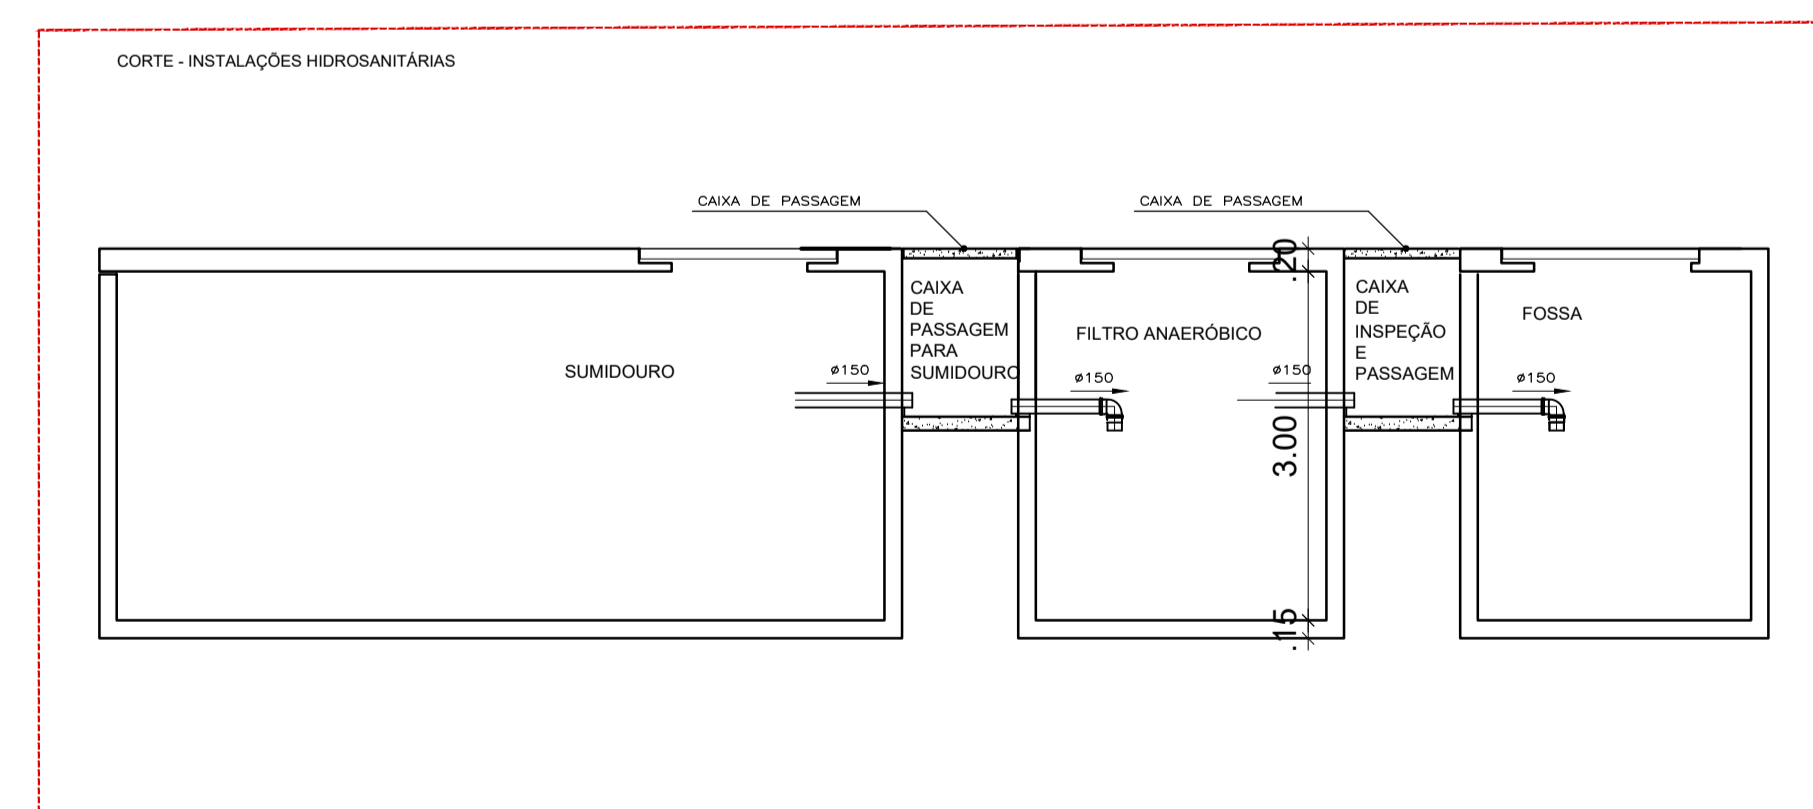 CORTE - INSTALAÇÕES HIDROSANITÁRIAS
CAIXA DE PASSAGEM
CAIXA DE PASSAGEM
SUMIDOURO
ø150
CAIXA
DE
PASSAGEM
PARA
SUMIDOURO
FILTRO ANAERÓBICO
ø150
.20
3.00
.15
ø150
CAIXA
DE
INSPEÇÃO
E
PASSAGEM
FOSSA
ø150